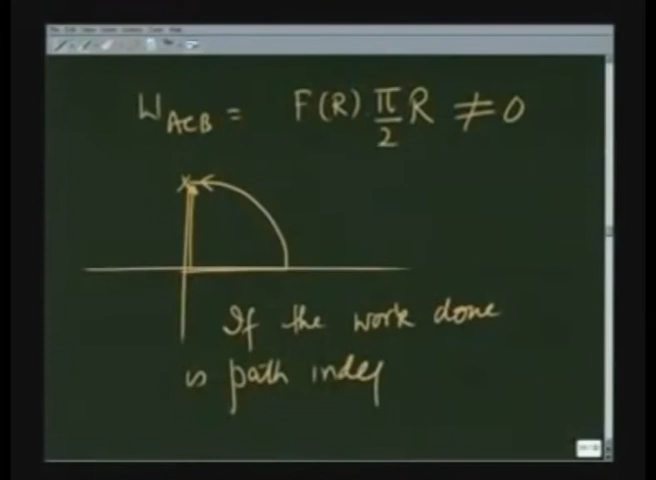 W_ACB = F(R) π/2 R ≠ 0
If the work done
is path indep